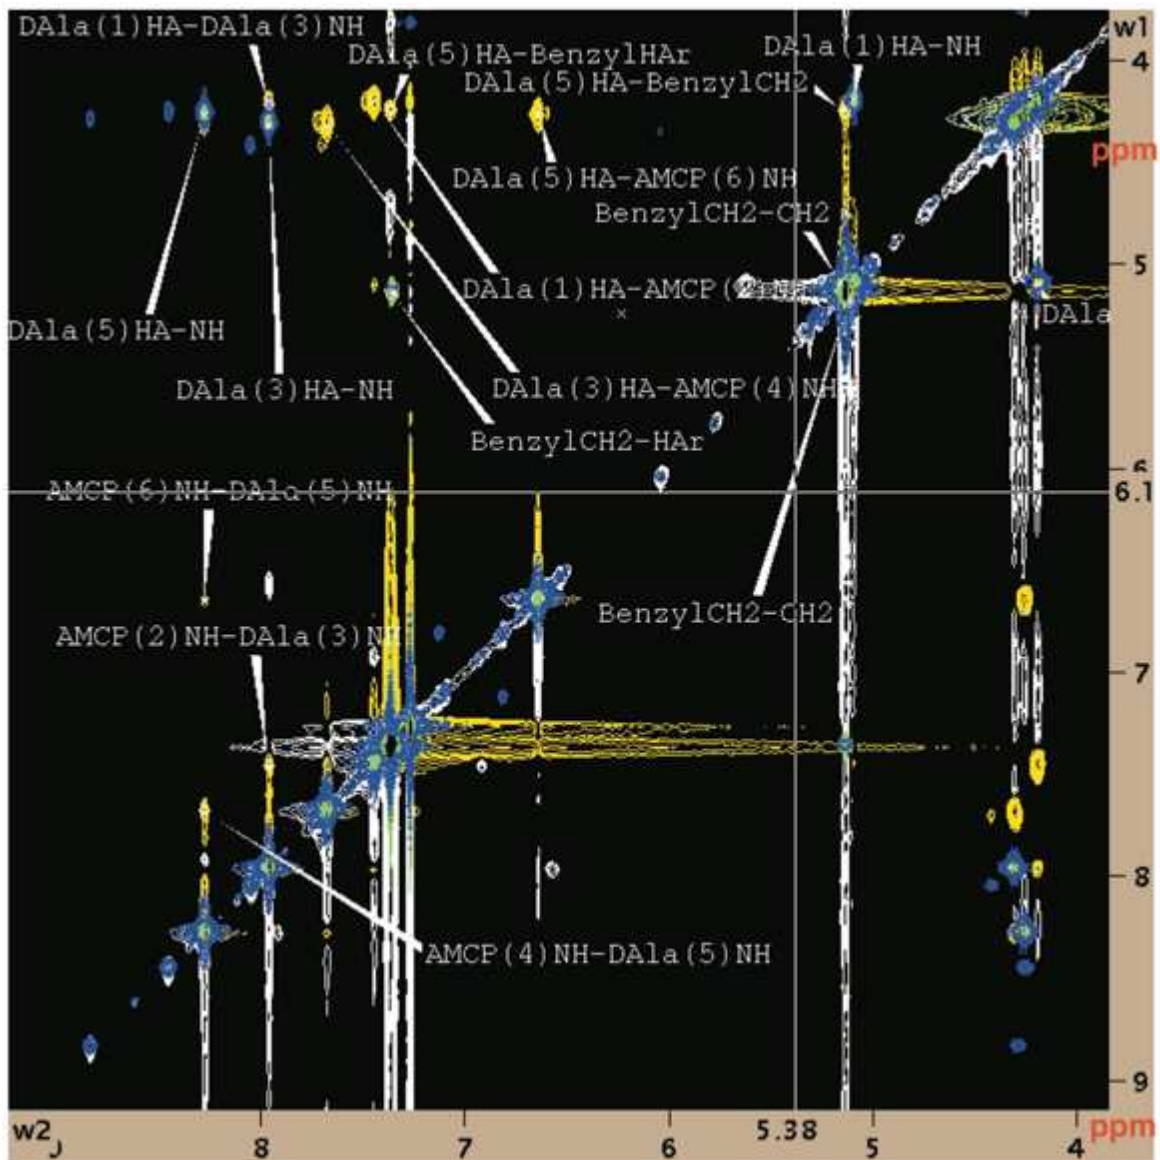 DAla(1)HA-DAla(3)NH
w1
DAla(5)HA-BenzylHAr
DAla(1)HA-NH
4
DAla(5)HA-BenzylCH2
ppm
DAla(5)HA-AMCP(6)NH
BenzylCH2-CH2
5
DAla(1)HA-AMCP(
DAla
DAla(5)HA-NH
DAla(3)HA-NH
DAla(3)HA-AMCP(4)NH
BenzylCH2-HAr
6
AMCP(6)NH-DAla(5)NH
6.1
BenzylCH2-CH2
AMCP(2)NH-DAla(3)NH
7
8
AMCP(4)NH-DAla(5)NH
9
w2 8 7 6 5.38 5 4 ppm